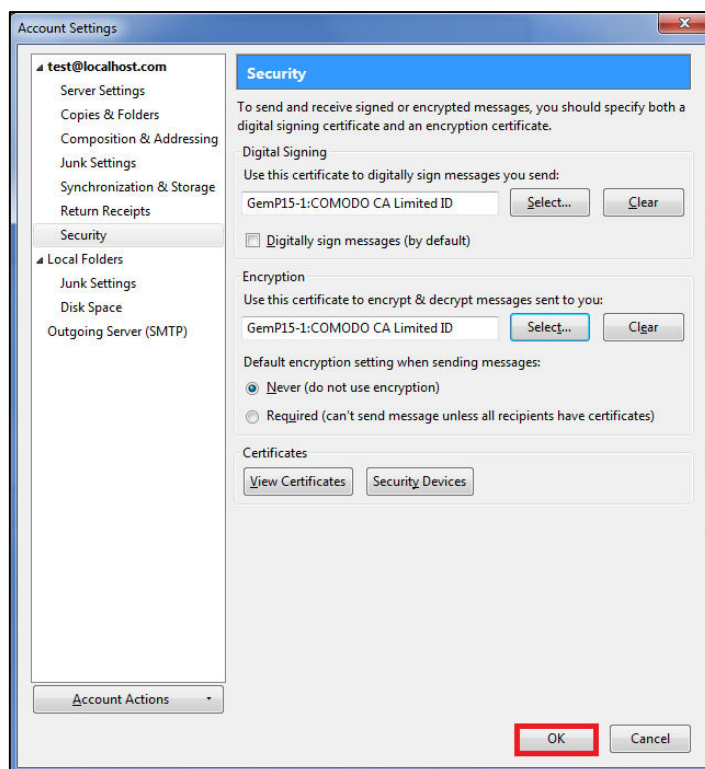 Account Settings
test@localhost.com
Server Settings
Copies & Folders
Composition & Addressing
Junk Settings
Synchronization & Storage
Return Receipts
Security
Local Folders
Junk Settings
Disk Space
Outgoing Server (SMTP)
Account Actions
Security
To send and receive signed or encrypted messages, you should specify both a
digital signing certificate and an encryption certificate.
Digital Signing
Use this certificate to digitally sign messages you send:
GemP15-1:COMODO CA Limited ID
Select...
Clear
Digitally sign messages (by default)
Encryption
Use this certificate to encrypt & decrypt messages sent to you:
GemP15-1:COMODO CA Limited ID
Select...
Clear
Default encryption setting when sending messages:
Never (do not use encryption)
Required (can't send message unless all recipients have certificates)
Certificates
View Certificates
Security Devices
OK
Cancel